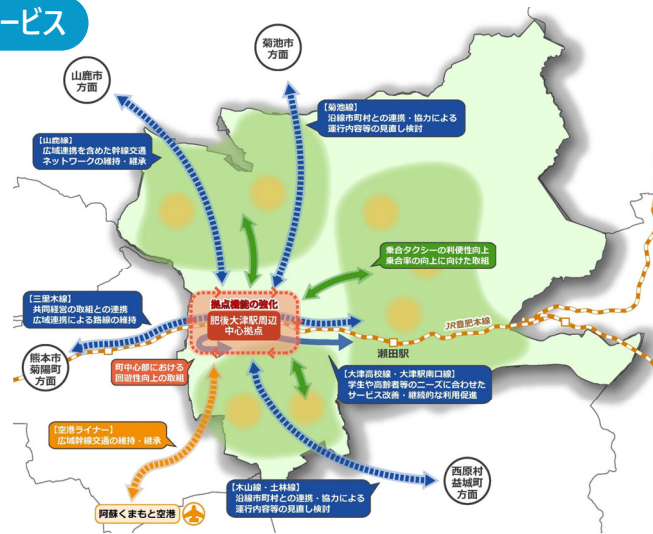 ービス
菊池市
方面
山鹿市
方面
【菊池線】
沿線市町村との連携・協力による
運行内容等の見直し検討
【山鹿線】
広域連携を含めた幹線交通
ネットワークの維持・継承
乗合タクシーの利便性向上
乗合率の向上に向けた取組
【三里木線】
共同経営の取組との連携
広域連携による路線の維持
拠点機能の強化
肥後大津駅周辺
中心拠点
JR豊肥本線
瀬田駅
熊本市
菊陽町
方面
町中心部における
回遊性向上の取組
【大津高校線・大津駅南口線】
学生や高齢者等のニーズに合わせた
サービス改善・継続的な利用促進
【空港ライナー】
広域幹線交通の維持・継承
西原村
益城町
方面
【木山線・土林線】
沿線市町村との連携・協力による
運行内容等の見直し検討
阿蘇くまもと空港